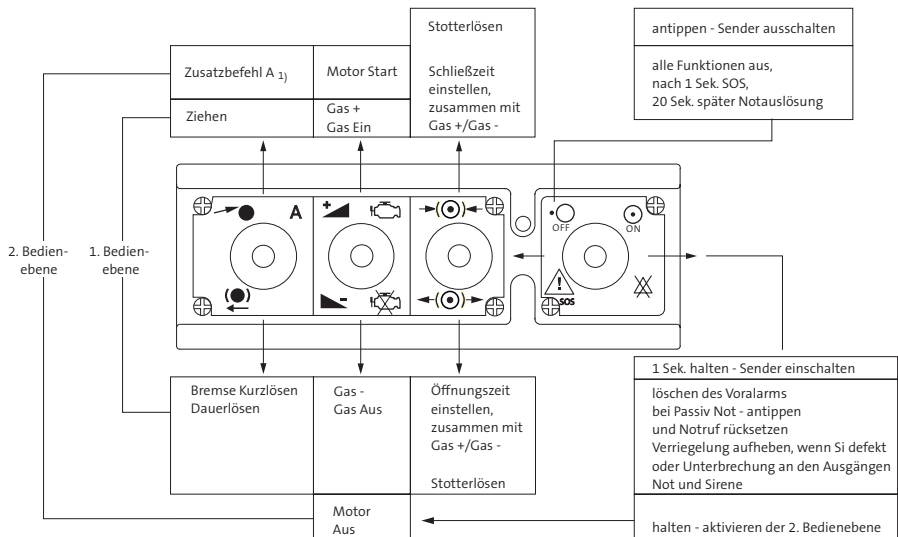 Stotterlösen
Schließzeit
einstellen,
zusammen mit
Gas +/Gas -
antippen - Sender ausschalten
alle Funktionen aus,
nach 1 Sek. SOS,
20 Sek. später Notauslösung
Zusatzbefehl A 1)
Motor Start
Ziehen
Gas +
Gas Ein
2. Bedien-
ebene
1. Bedien-
ebene
A
+
-
OFF
ON
!
SOS
Bremse Kurzlösen
Dauerlösen
Gas -
Gas Aus
Öffnungszeit
einstellen,
zusammen mit
Gas +/Gas -
Stotterlösen
Motor
Aus
1 Sek. halten - Sender einschalten
löschen des Voralarms
bei Passiv Not - antippen
und Notruf rücksetzen
Verriegelung aufheben, wenn Si defekt
oder Unterbrechung an den Ausgängen
Not und Sirene
halten - aktivieren der 2. Bedienebene